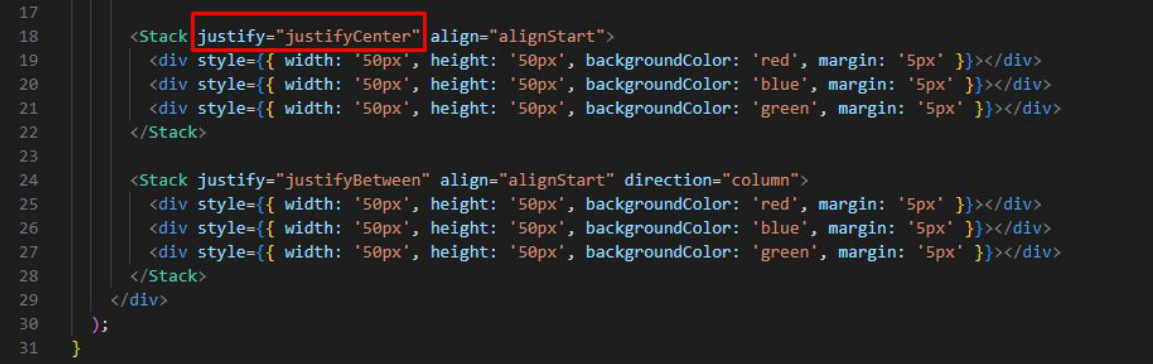 17
18 <Stack justify="justifyCenter" align="alignStart">
19 <div style={{ width: '50px', height: '50px', backgroundColor: 'red', margin: '5px' }}></div>
20 <div style={{ width: '50px', height: '50px', backgroundColor: 'blue', margin: '5px' }}></div>
21 <div style={{ width: '50px', height: '50px', backgroundColor: 'green', margin: '5px' }}></div>
22 </Stack>
23
24 <Stack justify="justifyBetween" align="alignStart" direction="column">
25 <div style={{ width: '50px', height: '50px', backgroundColor: 'red', margin: '5px' }}></div>
26 <div style={{ width: '50px', height: '50px', backgroundColor: 'blue', margin: '5px' }}></div>
27 <div style={{ width: '50px', height: '50px', backgroundColor: 'green', margin: '5px' }}></div>
28 </Stack>
29 </div>
30 );
31 }